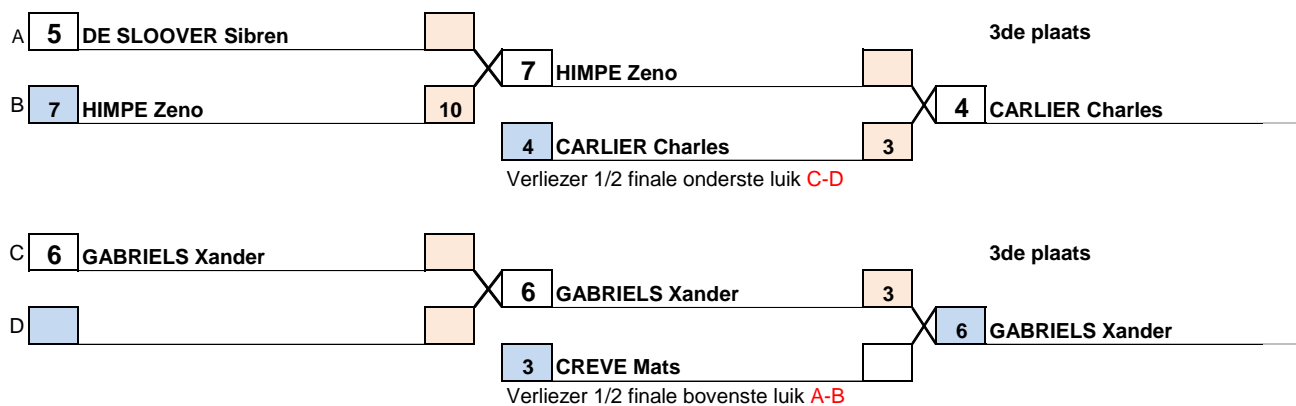 A 5 DE SLOOVER Sibren 3de plaats
7 HIMPE Zeno
B 7 HIMPE Zeno 10 4 CARLIER Charles
4 CARLIER Charles 3
Verliezer 1/2 finale onderste luik C-D
C 6 GABRIELS Xander 3de plaats
6 GABRIELS Xander 3
D 6 GABRIELS Xander
3 CREVE Mats
Verliezer 1/2 finale bovenste luik A-B